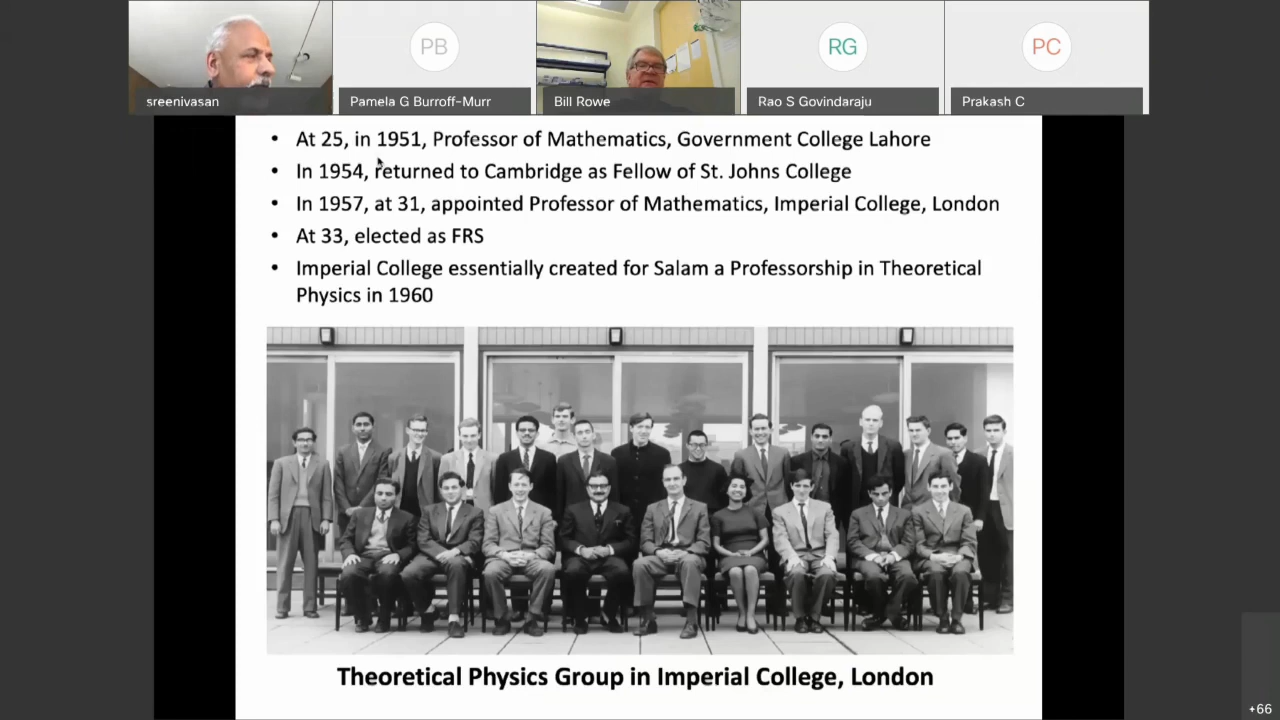 PB
RG
PC
sreenivasan
Pamela G Burroff-Murr
Bill Rowe
Rao S Govindaraju
Prakash C
• At 25, in 1951, Professor of Mathematics, Government College Lahore
• In 1954, returned to Cambridge as Fellow of St. Johns College
• In 1957, at 31, appointed Professor of Mathematics, Imperial College, London
• At 33, elected as FRS
• Imperial College essentially created for Salam a Professorship in Theoretical
Physics in 1960
Theoretical Physics Group in Imperial College, London
+66